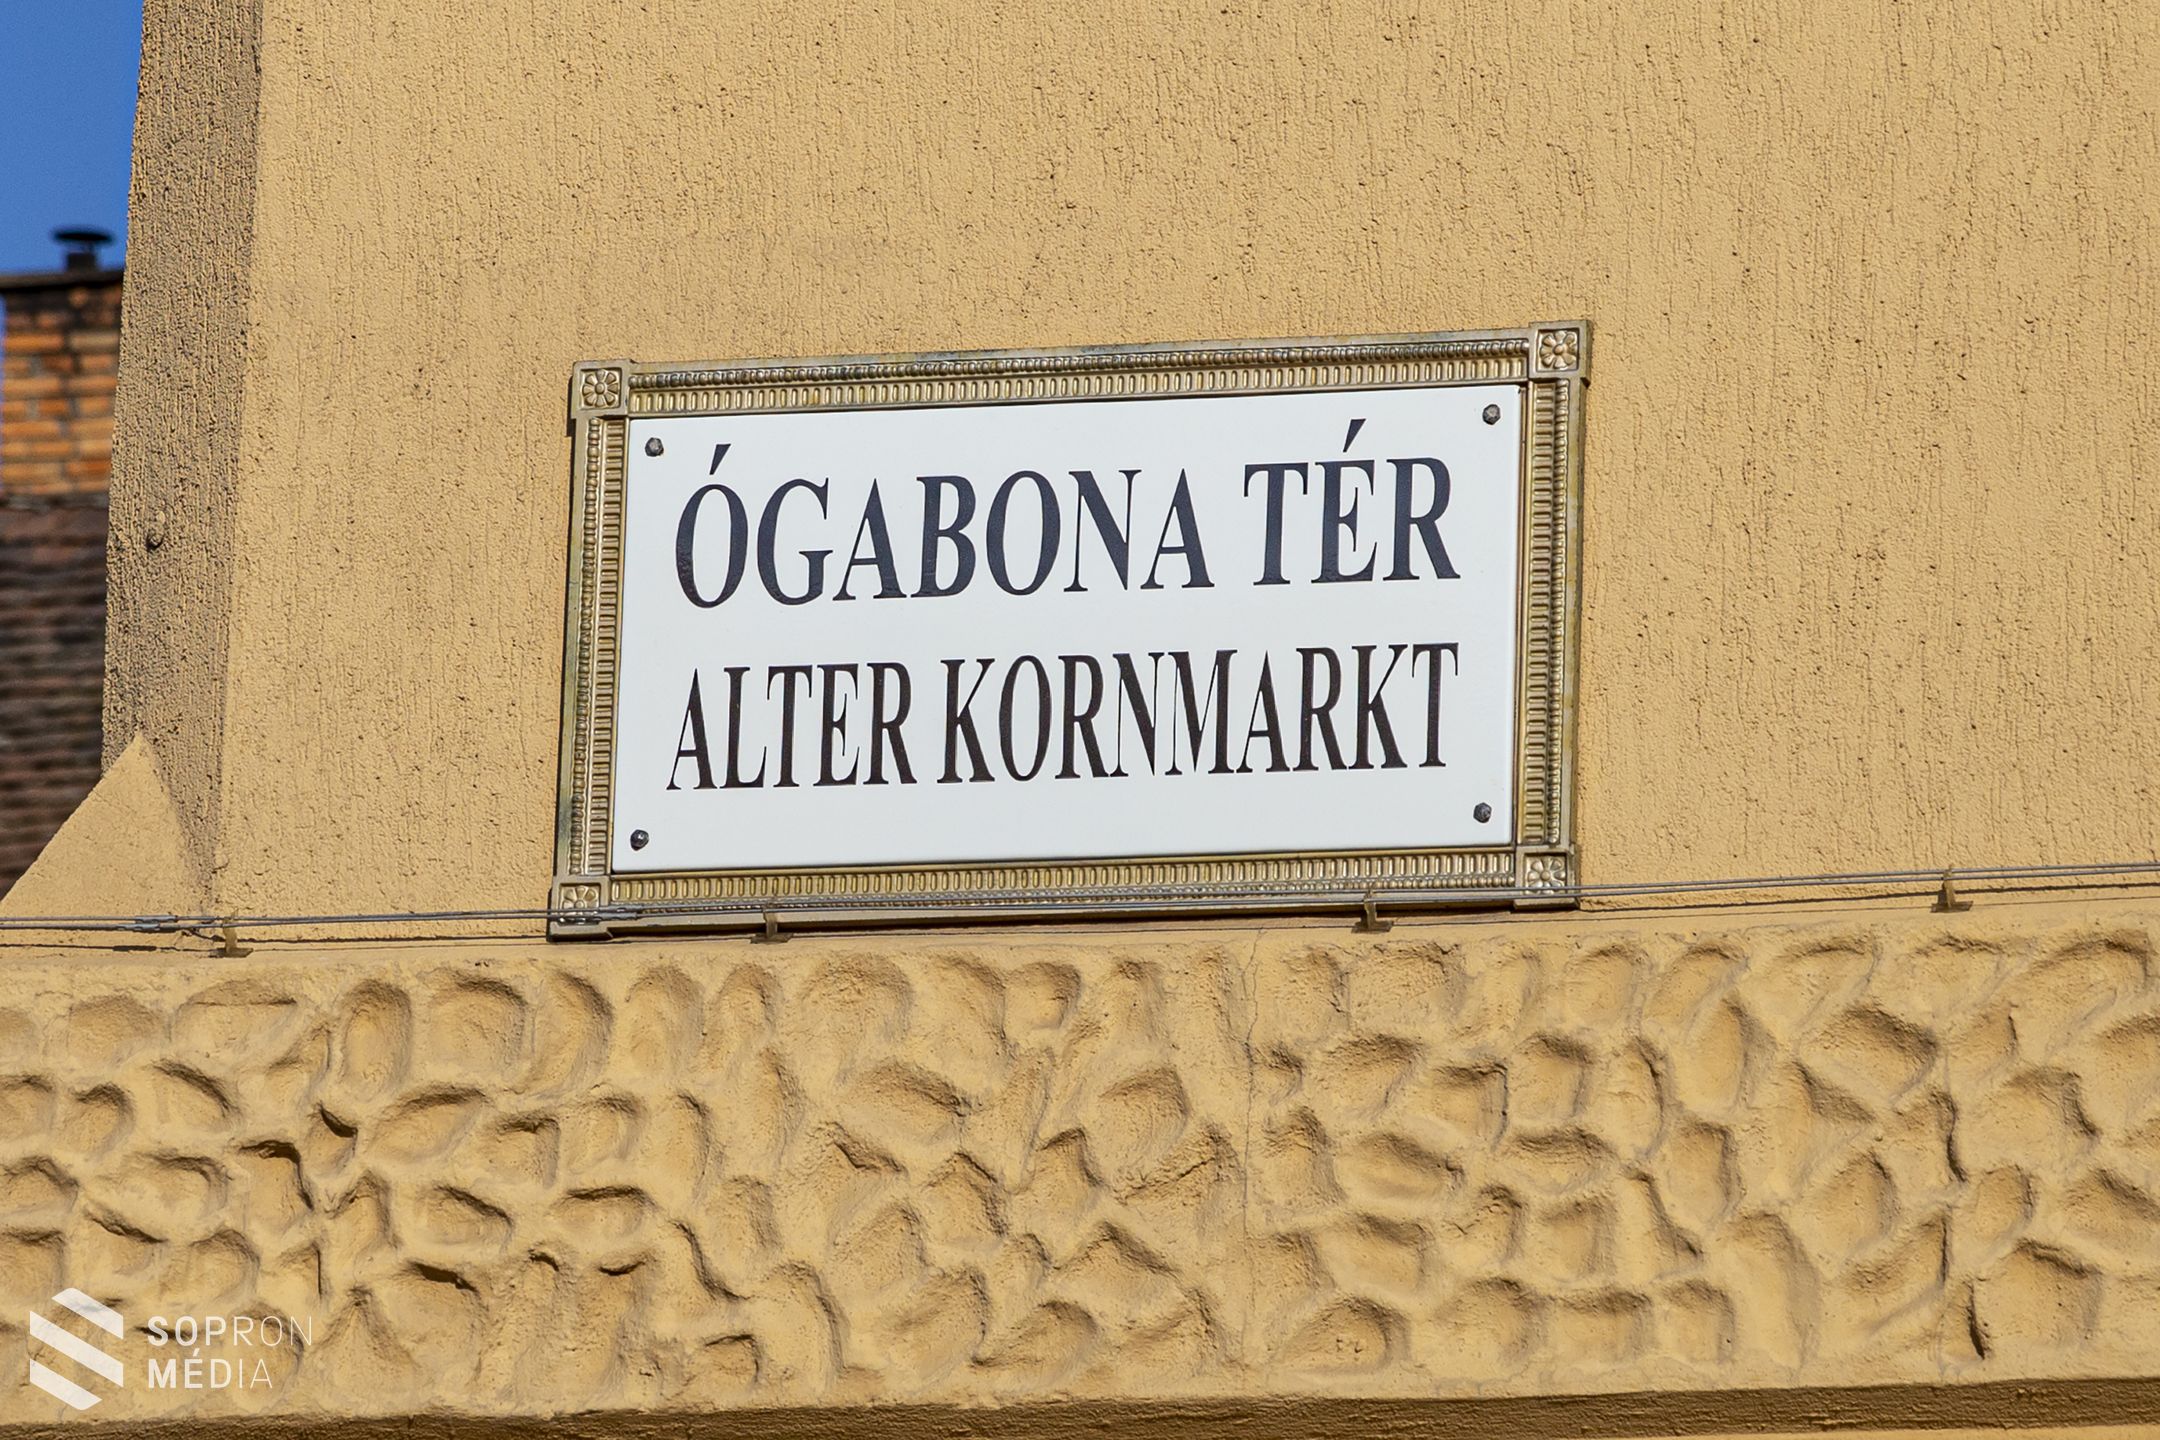 ÓGABONA TÉR
ALTER KORNMARKT
SOPRON
MÉDIA